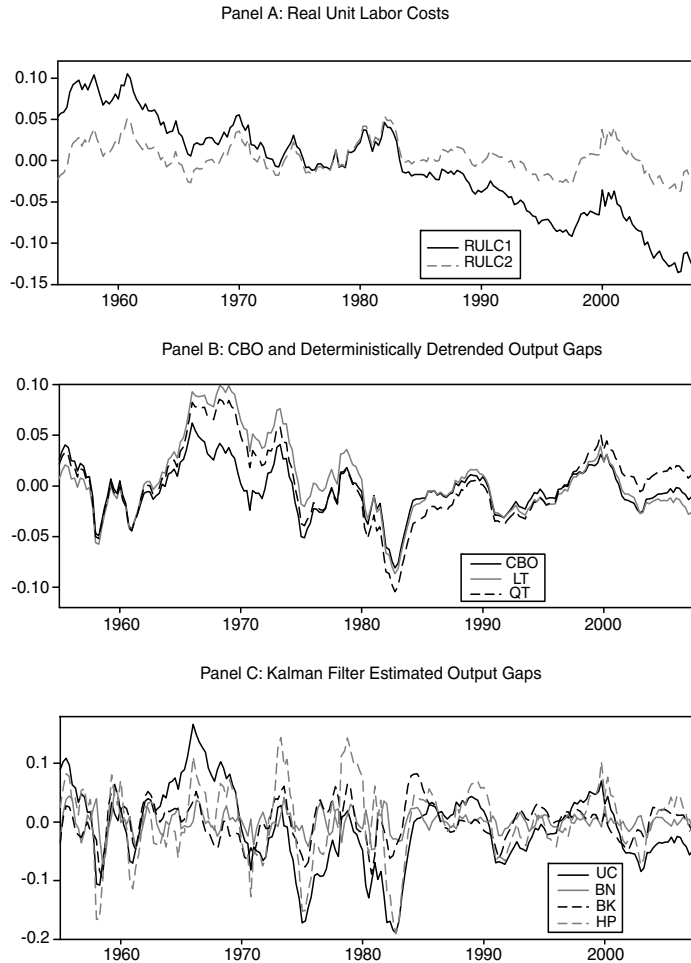 Panel A: Real Unit Labor Costs
0.10
0.05
0.00
-0.05
-0.10
-0.15
RULC1
RULC2
1960 1970 1980 1990 2000
Panel B: CBO and Deterministically Detrended Output Gaps
0.10
0.05
0.00
-0.05
-0.10
CBO
LT
QT
1960 1970 1980 1990 2000
Panel C: Kalman Filter Estimated Output Gaps
0.1
0.0
-0.1
-0.2
UC
BN
BK
HP
1960 1970 1980 1990 2000